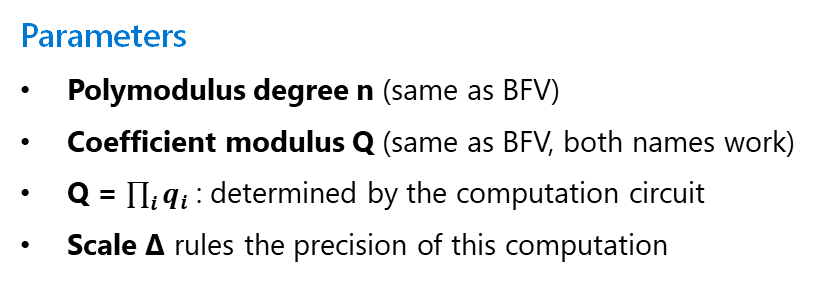 Parameters
• Polymodulus degree n (same as BFV)
• Coefficient modulus Q (same as BFV, both names work)
• Q = ∏ᵢ qᵢ : determined by the computation circuit
• Scale Δ rules the precision of this computation